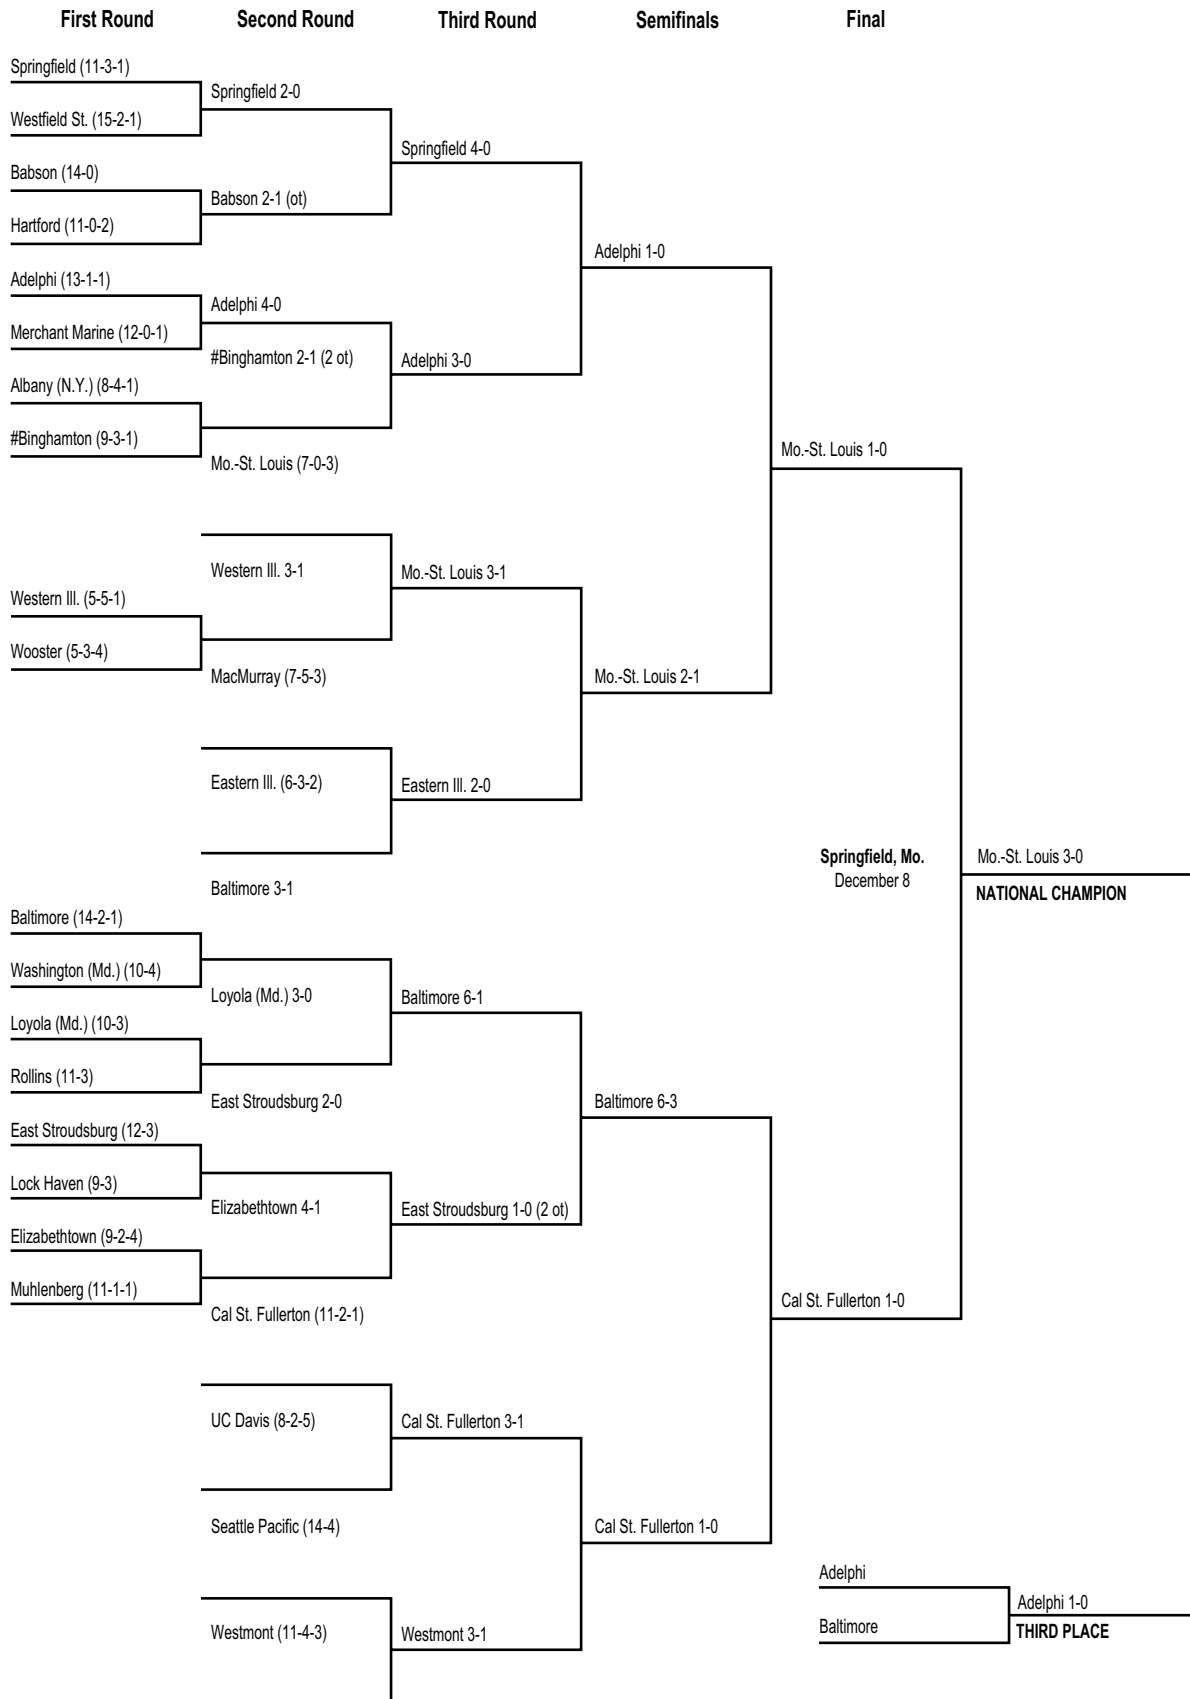 First Round
Second Round
Third Round
Semifinals
Final
Springfield (11-3-1)
Westfield St. (15-2-1)
Babson (14-0)
Hartford (11-0-2)
Adelphi (13-1-1)
Merchant Marine (12-0-1)
Albany (N.Y.) (8-4-1)
#Binghamton (9-3-1)
Western Ill. (5-5-1)
Wooster (5-3-4)
Baltimore (14-2-1)
Washington (Md.) (10-4)
Loyola (Md.) (10-3)
Rollins (11-3)
East Stroudsburg (12-3)
Lock Haven (9-3)
Elizabethtown (9-2-4)
Muhlenberg (11-1-1)
Springfield 2-0
Babson 2-1 (ot)
Adelphi 4-0
#Binghamton 2-1 (2 ot)
Mo.-St. Louis (7-0-3)
Western Ill. 3-1
MacMurray (7-5-3)
Eastern Ill. (6-3-2)
Baltimore 3-1
Loyola (Md.) 3-0
East Stroudsburg 2-0
Elizabethtown 4-1
Cal St. Fullerton (11-2-1)
UC Davis (8-2-5)
Seattle Pacific (14-4)
Westmont (11-4-3)
Springfield 4-0
Adelphi 3-0
Mo.-St. Louis 3-1
Eastern Ill. 2-0
Baltimore 6-1
East Stroudsburg 1-0 (2 ot)
Cal St. Fullerton 3-1
Westmont 3-1
Adelphi 1-0
Mo.-St. Louis 2-1
Baltimore 6-3
Cal St. Fullerton 1-0
Mo.-St. Louis 1-0
Cal St. Fullerton 1-0
Springfield, Mo.
December 8
Mo.-St. Louis 3-0
NATIONAL CHAMPION
Adelphi
Baltimore
Adelphi 1-0
THIRD PLACE